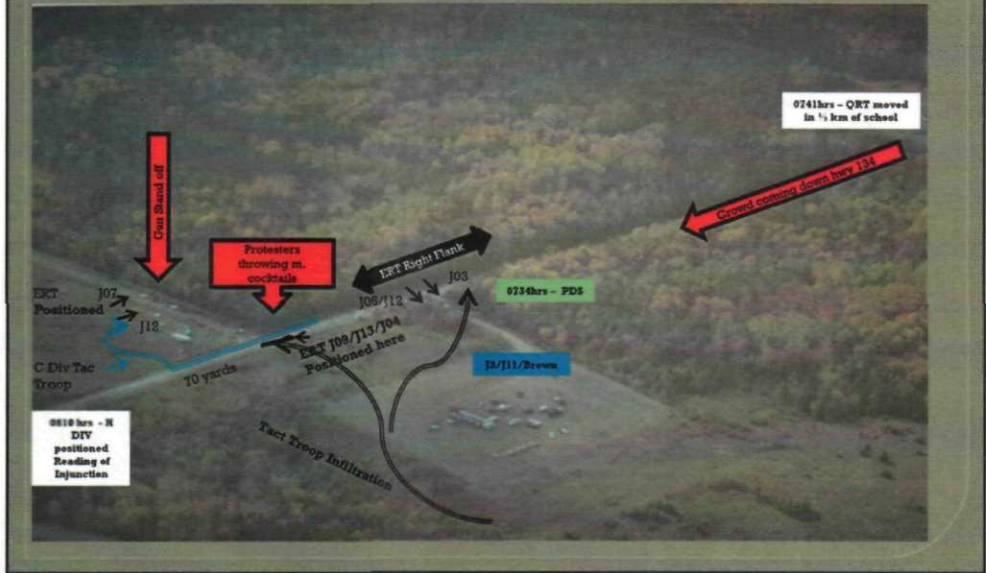 0741hrs – QRT moved
in ½ km of school
Crowd coming down hwy 134
Gun Stand off
Protesters
throwing m.
cocktails
ERT Right Flank
J03
0734hrs – PDS
ERT
Positioned
J07
J12
J05/J12
ERT J09/J13/J04
Positioned here
C Div Tac
Troop
70 yards
J8/J11/Brown
0810 hrs - H
DIV
positioned
Reading of
Injunction
Tact Troop Infiltration